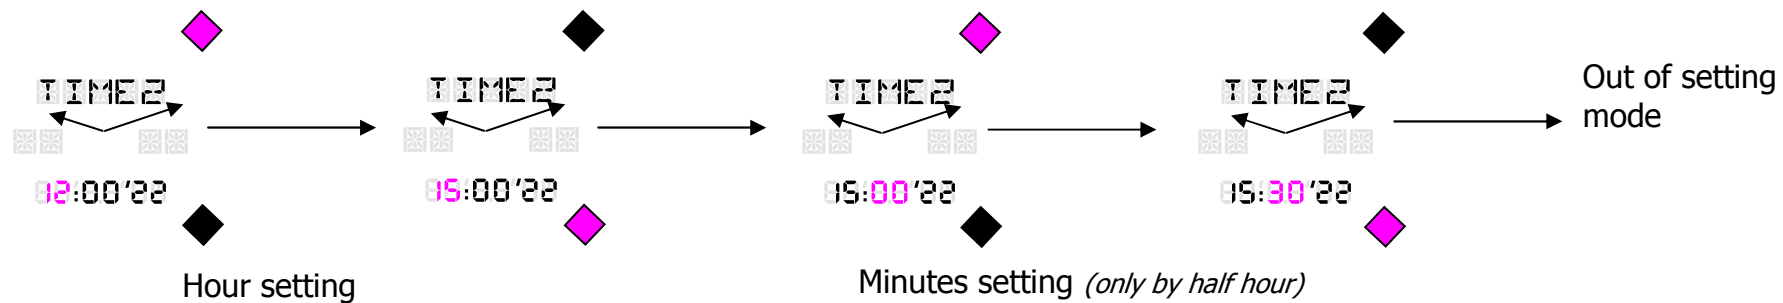 TIME2
12:00'22
TIME2
15:00'22
TIME2
15:00'22
TIME2
15:30'22
Out of setting
mode
Hour setting
Minutes setting (only by half hour)